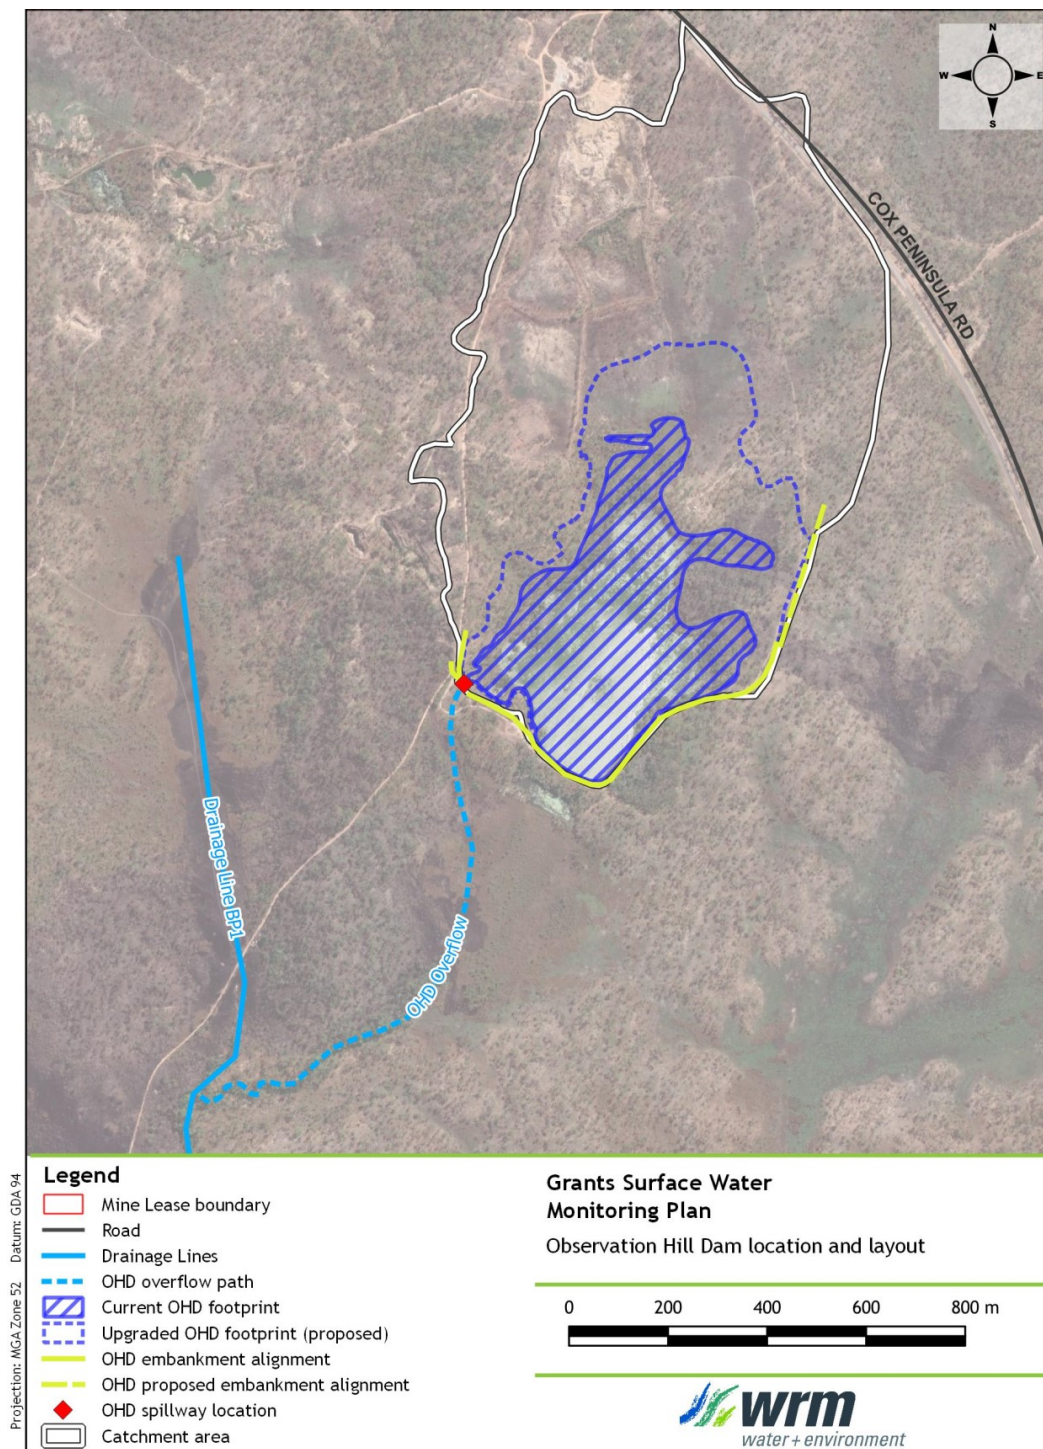 N
W
E
S
COX PENINSULA RD
Drainage Line BP1
OHD Overflow
Projection: MGA Zone 52 Datum: GDA 94
Legend
Mine Lease boundary
Road
Drainage Lines
OHD overflow path
Current OHD footprint
Upgraded OHD footprint (proposed)
OHD embankment alignment
OHD proposed embankment alignment
OHD spillway location
Catchment area
Grants Surface Water
Monitoring Plan
Observation Hill Dam location and layout
0 200 400 600 800 m
wrm
water + environment